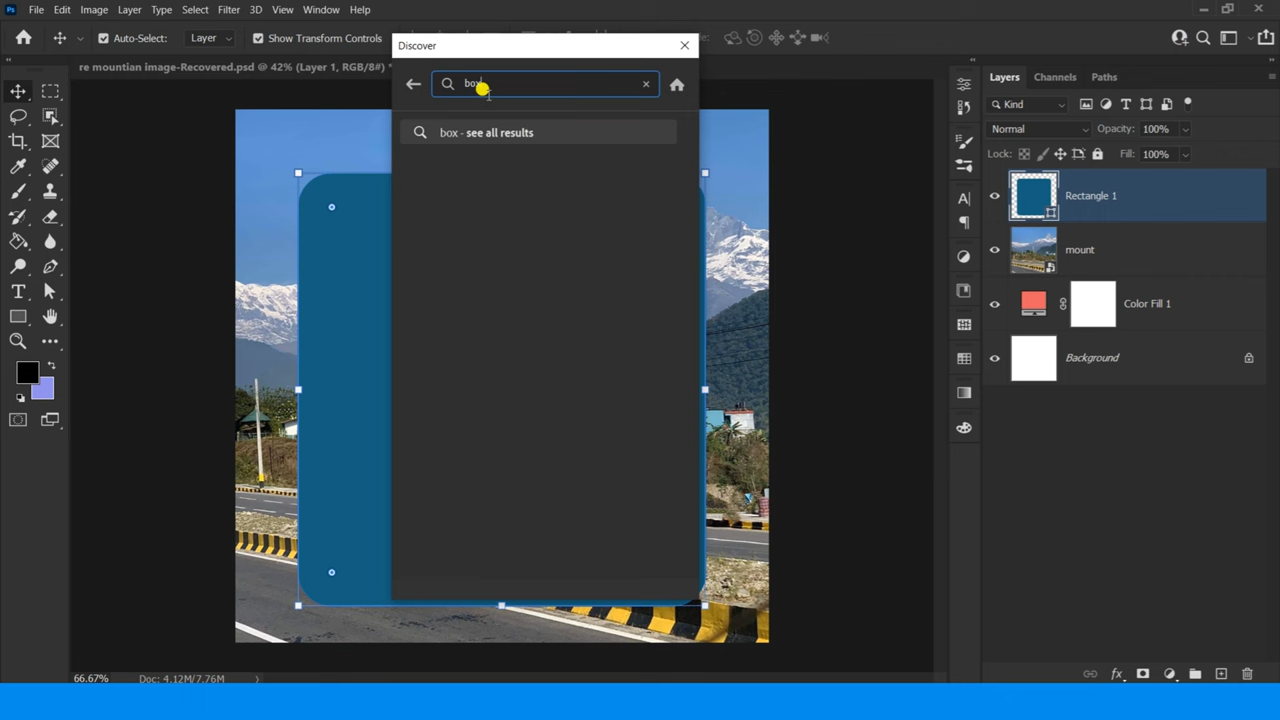 Ps File Edit Image Layer Type Select Filter 3D View Window Help
Auto-Select: Layer Show Transform Controls
Discover
re mountian image-Recovered.psd @ 42% (Layer 1, RGB/8#) *
box
box - see all results
Layers Channels Paths
Kind
Normal Opacity: 100%
Lock: Fill: 100%
Rectangle 1
mount
Color Fill 1
Background
66.67% Doc: 4.12M/7.76M